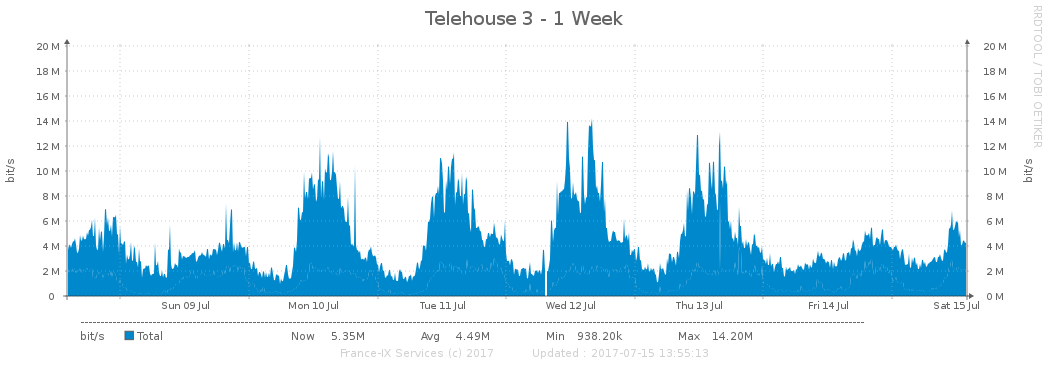 Telehouse 3 - 1 Week
RRDTOOL / TOBI OETIKER
bit/s
20 M 20 M
18 M 18 M
16 M 16 M
14 M 14 M
12 M 12 M
10 M 10 M
8 M 8 M
6 M 6 M
4 M 4 M
2 M 2 M
0 0 M
bit/s
Sun 09 Jul Mon 10 Jul Tue 11 Jul Wed 12 Jul Thu 13 Jul Fri 14 Jul Sat 15 Jul
bit/s Total Now 5.35M Avg 4.49M Min 938.20k Max 14.20M
France-IX Services (c) 2017 Updated : 2017-07-15 13:55:13